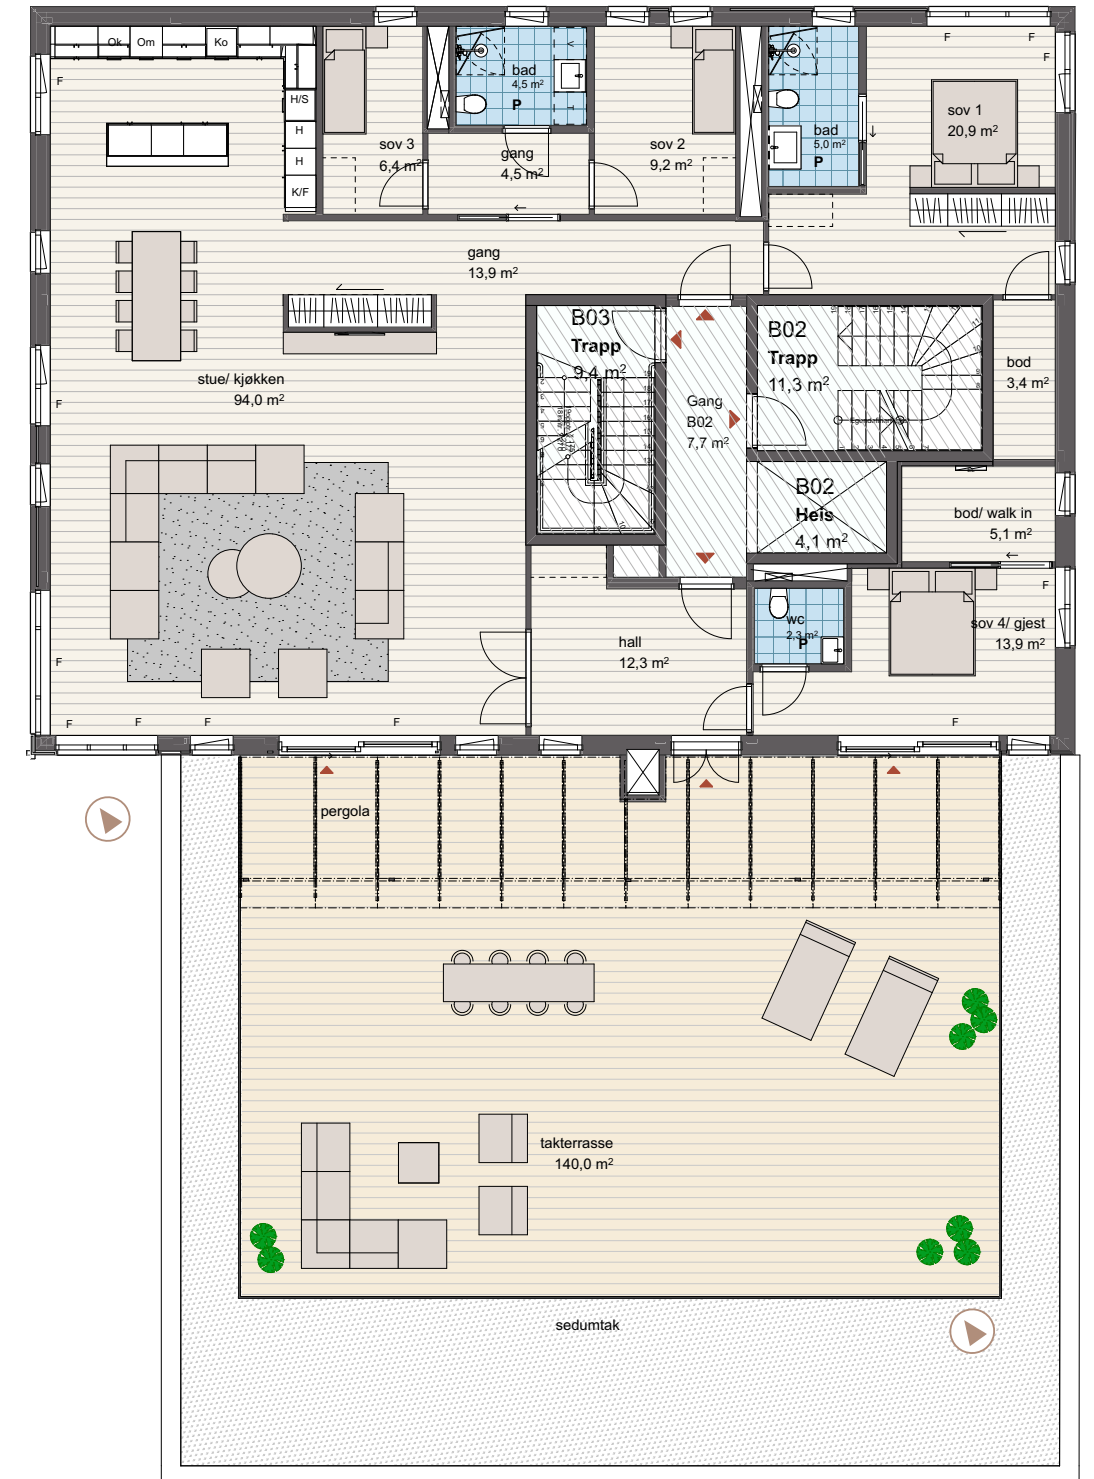 Ok
Om
Ko
F
F
F
F
H/S
H
H
K/F
sov 3
6,4 m²
bad
4,5 m²
P
V
T
gang
4,5 m²
sov 2
9,2 m²
bad
5,0 m²
P
sov 1
20,9 m²
gang
13,9 m²
stue/ kjøkken
94,0 m²
F
B03
Trapp
9,4 m²
Gang
B02
7,7 m²
B02
Trapp
11,3 m²
bod
3,4 m²
B02
Heis
4,1 m²
bod/ walk in
5,1 m²
F
sov 4/ gjest
13,9 m²
wc
2,3 m²
P
hall
12,3 m²
F
F
F
F
F
F
pergola
takterrasse
140,0 m²
sedumtak